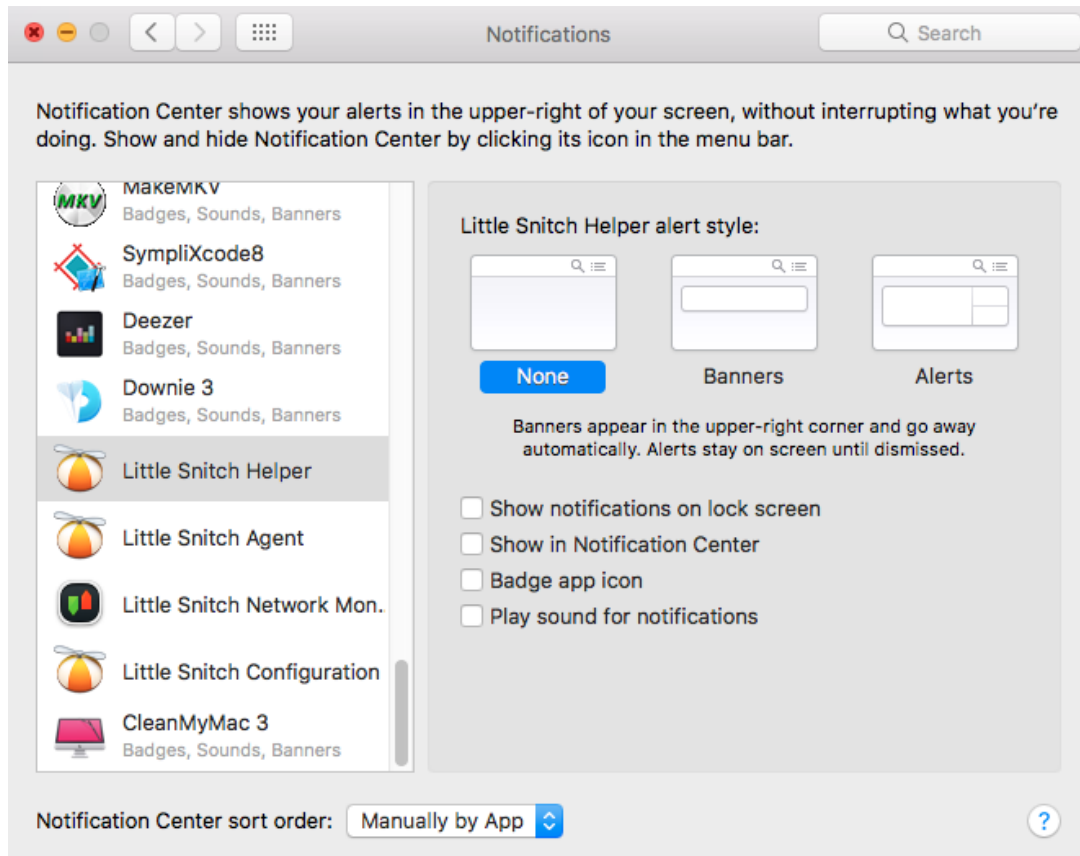 Notifications
Search
Notification Center shows your alerts in the upper-right of your screen, without interrupting what you’re
doing. Show and hide Notification Center by clicking its icon in the menu bar.
MakeMKV
MKV
Badges, Sounds, Banners
SympliXcode8
Badges, Sounds, Banners
Deezer
Badges, Sounds, Banners
Downie 3
Badges, Sounds, Banners
Little Snitch Helper
Little Snitch Agent
Little Snitch Network Mon..
Little Snitch Configuration
CleanMyMac 3
Badges, Sounds, Banners
Little Snitch Helper alert style:
None
Banners
Alerts
Banners appear in the upper-right corner and go away
automatically. Alerts stay on screen until dismissed.
Show notifications on lock screen
Show in Notification Center
Badge app icon
Play sound for notifications
Notification Center sort order:
Manually by App
?